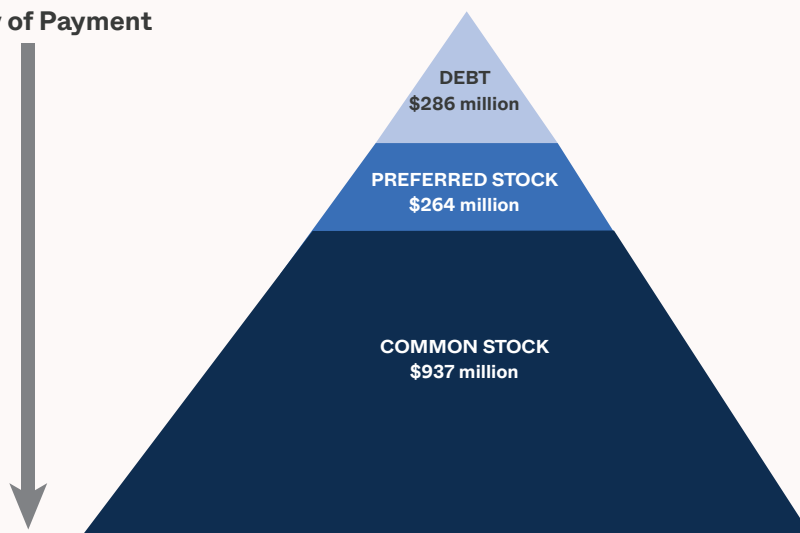 of Payment
DEBT
$286 million
PREFERRED STOCK
$264 million
COMMON STOCK
$937 million